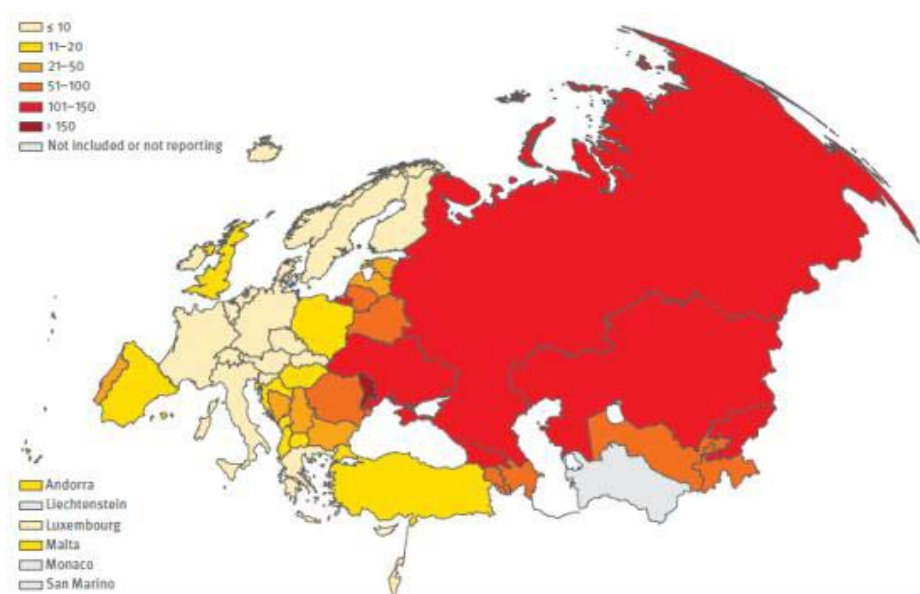 ≤ 10
11–20
21–50
51–100
101–150
> 150
Not included or not reporting
Andorra
Liechtenstein
Luxembourg
Malta
Monaco
San Marino